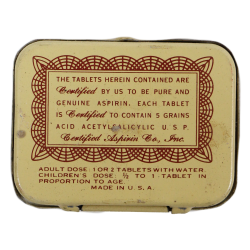 THE TABLETS HEREIN CONTAINED ARE
Certified BY US TO BE PURE AND
GENUINE ASPIRIN. EACH TABLET
IS Certified TO CONTAIN 5 GRAINS
ACID ACETYLSALICYLIC U.S.P.
Certified Aspirin Co., Inc.
ADULT DOSE: 1 OR 2 TABLETS WITH WATER.
CHILDREN'S DOSE: ½ TO 1 - TABLET IN
PROPORTION TO AGE.
MADE IN U.S.A.